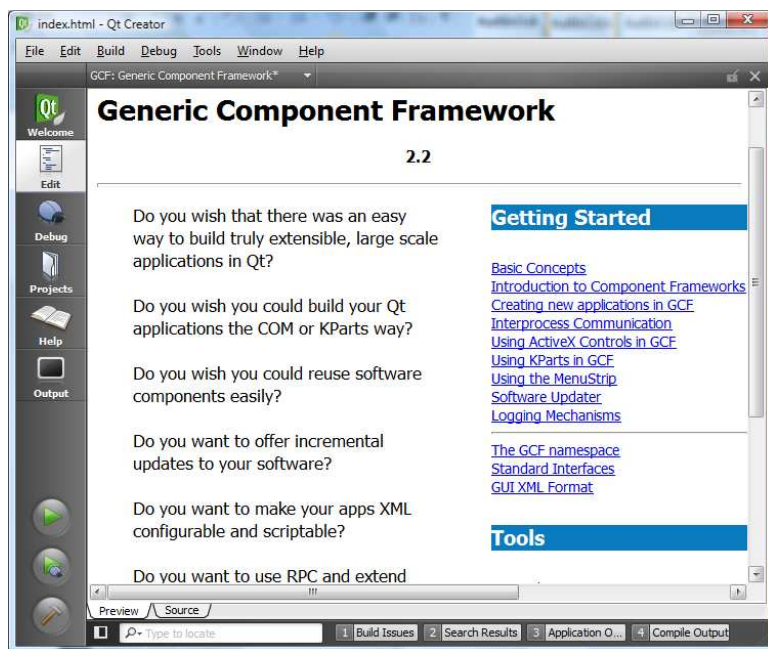 index.html - Qt Creator
File Edit Build Debug Tools Window Help
GCF: Generic Component Framework*
Qt
Welcome
Edit
Debug
Projects
Help
Output
Generic Component Framework
2.2
Do you wish that there was an easy
way to build truly extensible, large scale
applications in Qt?
Do you wish you could build your Qt
applications the COM or KParts way?
Do you wish you could reuse software
components easily?
Do you want to offer incremental
updates to your software?
Do you want to make your apps XML
configurable and scriptable?
Do you want to use RPC and extend
Getting Started
Basic Concepts
Introduction to Component Frameworks
Creating new applications in GCF
Interprocess Communication
Using ActiveX Controls in GCF
Using KParts in GCF
Using the MenuStrip
Software Updater
Logging Mechanisms
The GCF namespace
Standard Interfaces
GUI XML Format
Tools
Preview Source
Type to locate
1 Build Issues 2 Search Results 3 Application O... 4 Compile Output